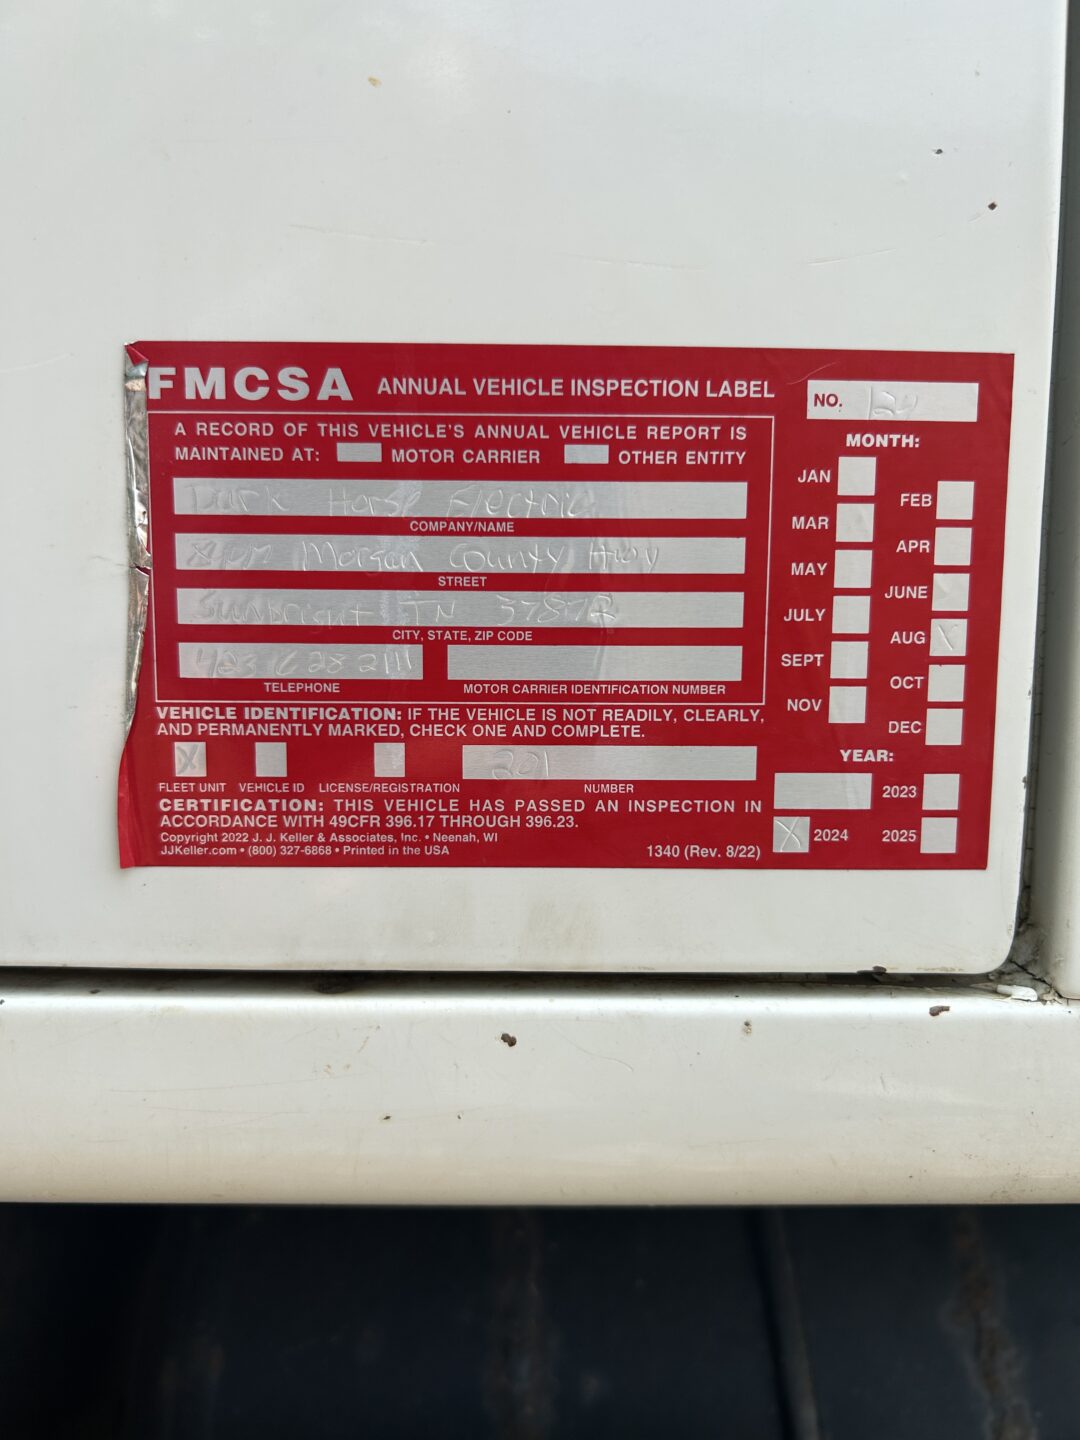 FMCSA ANNUAL VEHICLE INSPECTION LABEL
NO. 124
A RECORD OF THIS VEHICLE'S ANNUAL VEHICLE REPORT IS
MAINTAINED AT: MOTOR CARRIER OTHER ENTITY
Dark Horse Electric
COMPANY/NAME
Morgan County Hwy
STREET
Sunbright TN 37872
CITY, STATE, ZIP CODE
423 628 2111
TELEPHONE MOTOR CARRIER IDENTIFICATION NUMBER
VEHICLE IDENTIFICATION: IF THE VEHICLE IS NOT READILY, CLEARLY,
AND PERMANENTLY MARKED, CHECK ONE AND COMPLETE.
X 201
FLEET UNIT VEHICLE ID LICENSE/REGISTRATION NUMBER
CERTIFICATION: THIS VEHICLE HAS PASSED AN INSPECTION IN
ACCORDANCE WITH 49CFR 396.17 THROUGH 396.23.
Copyright 2022 J. J. Keller & Associates, Inc. • Neenah, WI
JJKeller.com • (800) 327-6868 • Printed in the USA
1340 (Rev. 8/22)
MONTH:
JAN
FEB
MAR
APR
MAY
JUNE
JULY
AUG X
SEPT
OCT
NOV
DEC
YEAR:
2023
X 2024 2025